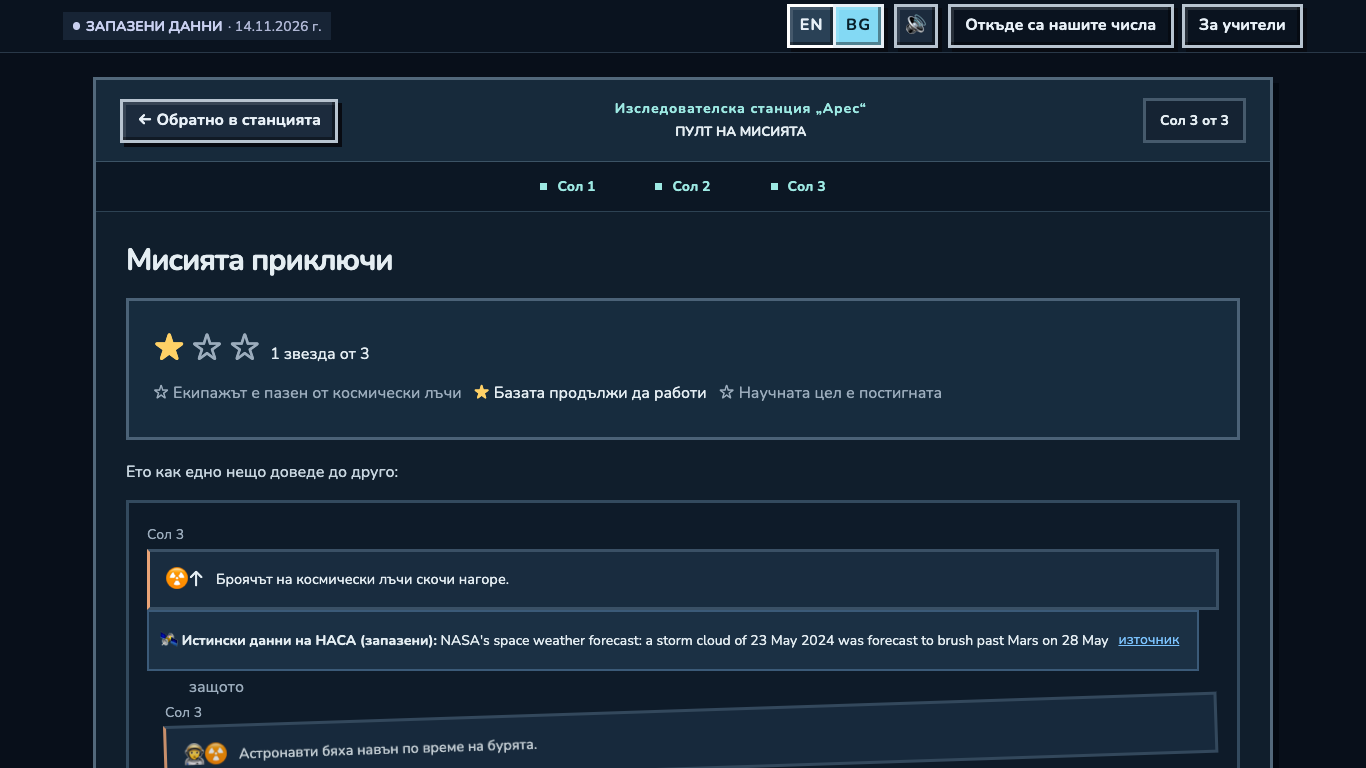 ЗАПАЗЕНИ ДАННИ · 14.11.2026 г.
EN BG
Откъде са нашите числа
За учители
← Обратно в станцията
Изследователска станция „Арес“
ПУЛТ НА МИСИЯТА
Сол 3 от 3
Сол 1 Сол 2 Сол 3
Мисията приключи
1 звезда от 3
Екипажът е пазен от космически лъчи Базата продължи да работи Научната цел е постигната
Ето как едно нещо доведе до друго:
Сол 3
Броячът на космически лъчи скочи нагоре.
Истински данни на НАСА (запазени): NASA's space weather forecast: a storm cloud of 23 May 2024 was forecast to brush past Mars on 28 May източник
защото
Сол 3
Астронавти бяха навън по време на бурята.